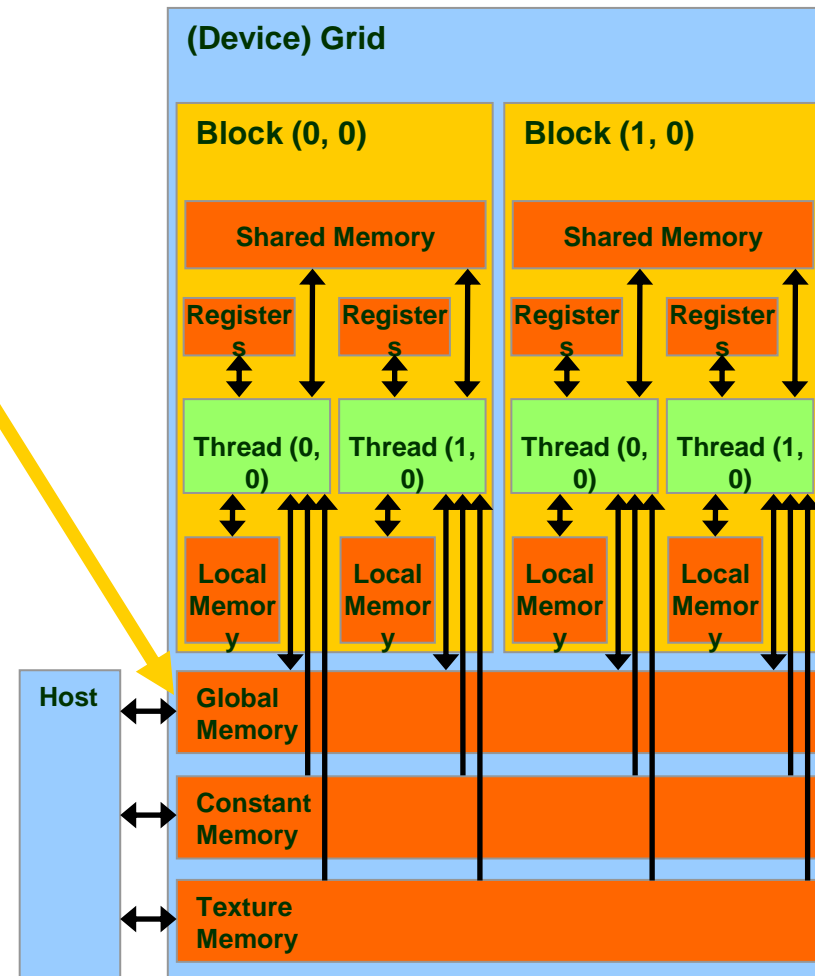 (Device) Grid
Block (0, 0)
Block (1, 0)
Shared Memory
Shared Memory
Register
s
Register
s
Register
s
Register
s
Thread (0,
0)
Thread (1,
0)
Thread (0,
0)
Thread (1,
0)
Local
Memor
y
Local
Memor
y
Local
Memor
y
Local
Memor
y
Host
Global
Memory
Constant
Memory
Texture
Memory